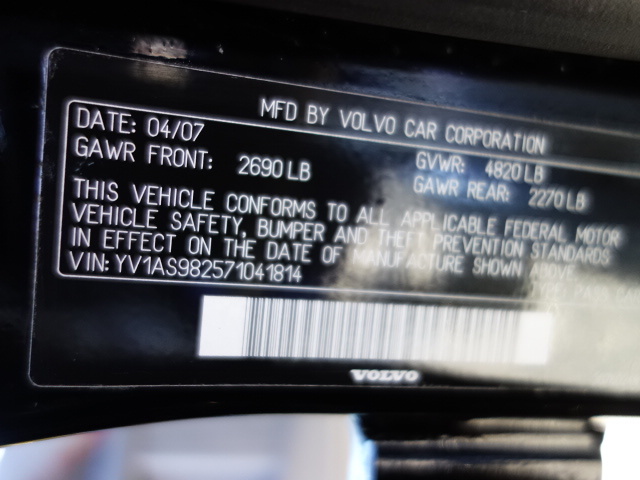 MFD BY VOLVO CAR CORPORATION
DATE: 04/07
GVWR: 4820 LB
GAWR FRONT: 2690 LB
GAWR REAR: 2270 LB
THIS VEHICLE CONFORMS TO ALL APPLICABLE FEDERAL MOTOR
VEHICLE SAFETY, BUMPER AND THEFT PREVENTION STANDARDS
IN EFFECT ON THE DATE OF MANUFACTURE SHOWN ABOVE
VIN: YV1AS982571041814
VOLVO